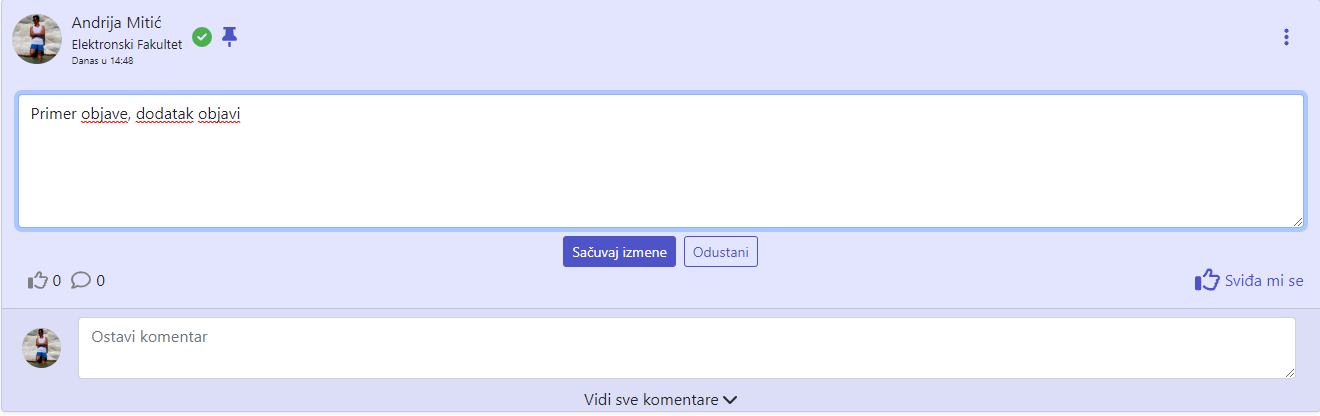 Andrija Mitić
Elektronski Fakultet
Danas u 14:48
Primer objave, dodatak objavi
Sačuvaj izmene
Odustani
0
0
Sviđa mi se
Ostavi komentar
Vidi sve komentare